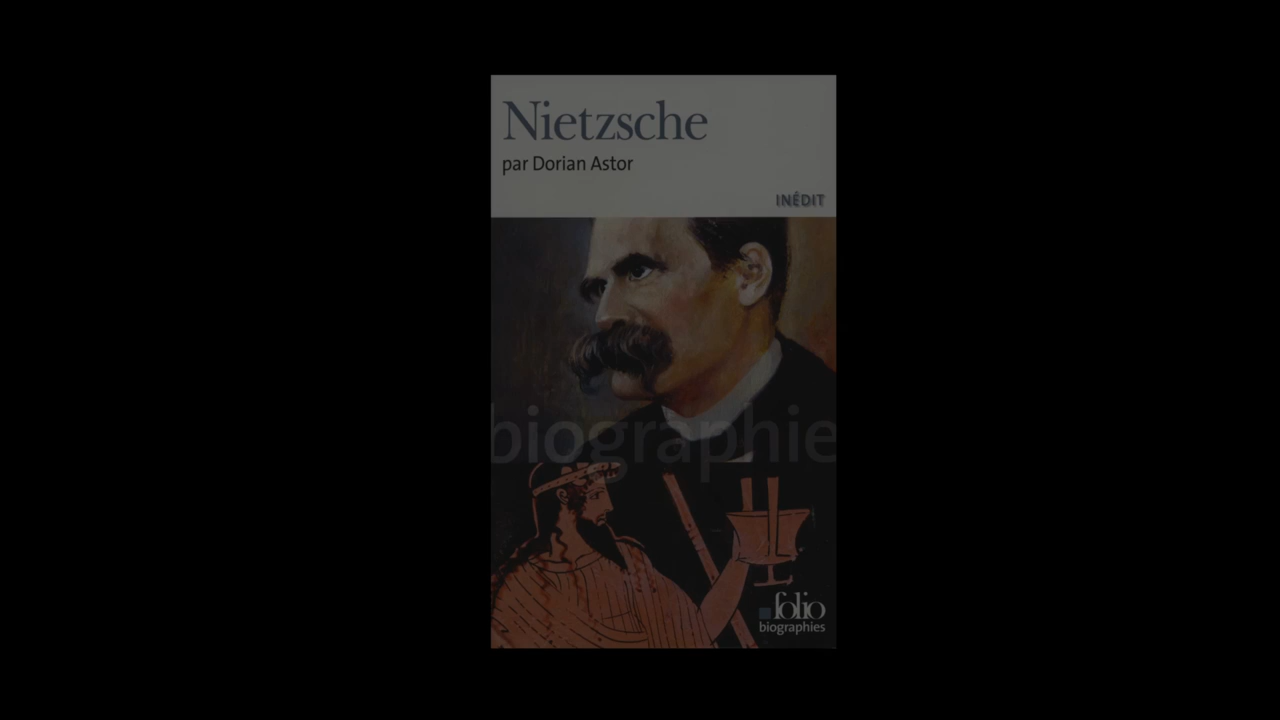 Nietzsche
par Dorian Astor
INÉDIT
biographie
folio
biographies